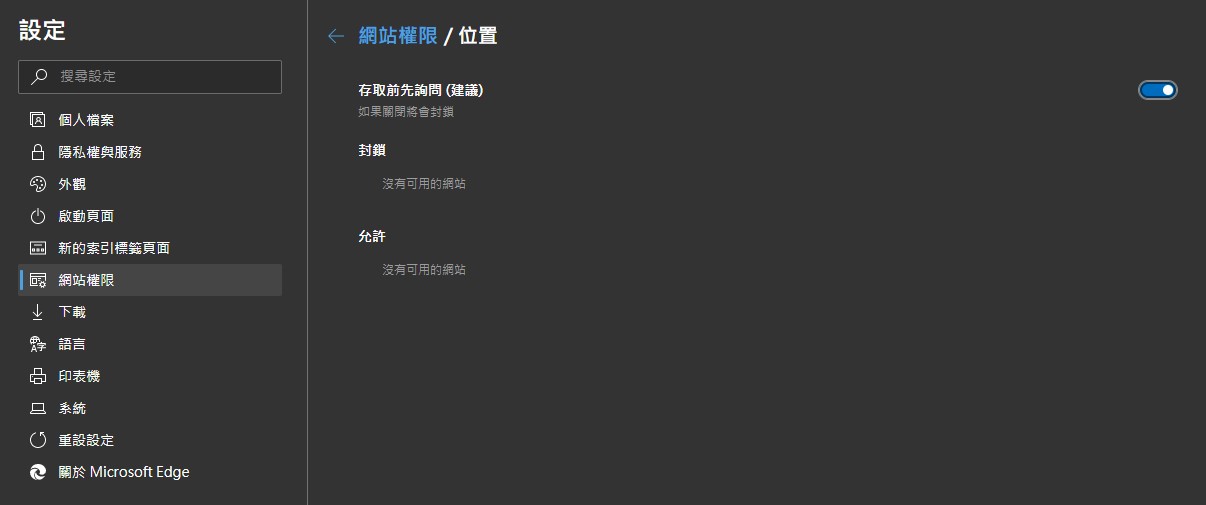 設定
搜尋設定
個人檔案
隱私權與服務
外觀
啟動頁面
新的索引標籤頁面
網站權限
下載
語言
印表機
系統
重設設定
關於 Microsoft Edge
網站權限 / 位置
存取前先詢問 (建議)
如果關閉將會封鎖
封鎖
沒有可用的網站
允許
沒有可用的網站